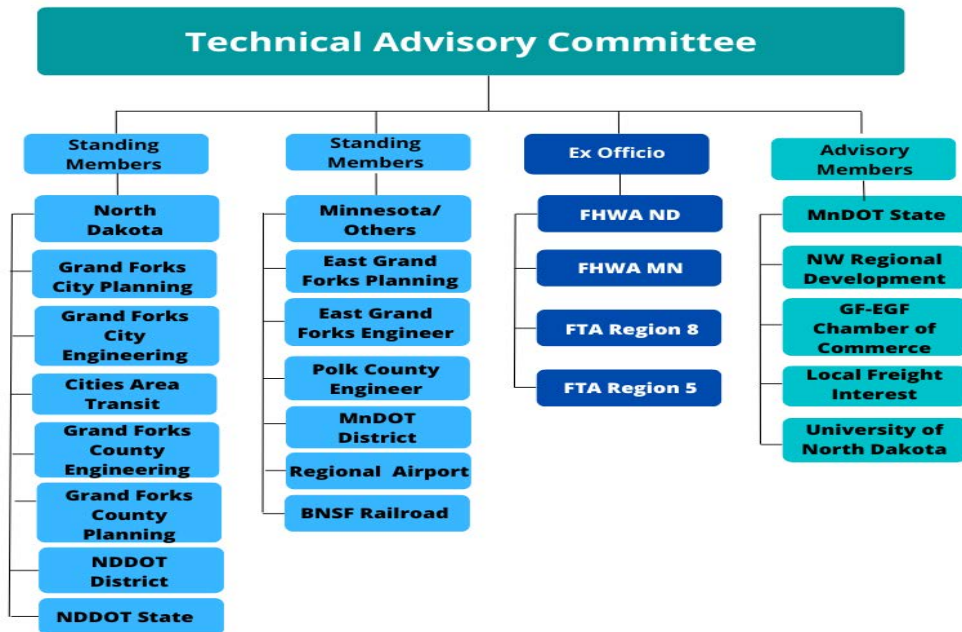 Technical Advisory Committee
Standing
Members
North
Dakota
Grand Forks
City Planning
Grand Forks
City
Engineering
Cities Area
Transit
Grand Forks
County
Engineering
Grand Forks
County
Planning
NDDOT
District
NDDOT State
Standing
Members
Minnesota/
Others
East Grand
Forks Planning
East Grand
Forks Engineer
Polk County
Engineer
MnDOT
District
Regional Airport
BNSF Railroad
Ex Officio
FHWA ND
FHWA MN
FTA Region 8
FTA Region 5
Advisory
Members
MnDOT State
NW Regional
Development
GF-EGF
Chamber of
Commerce
Local Freight
Interest
University of
North Dakota